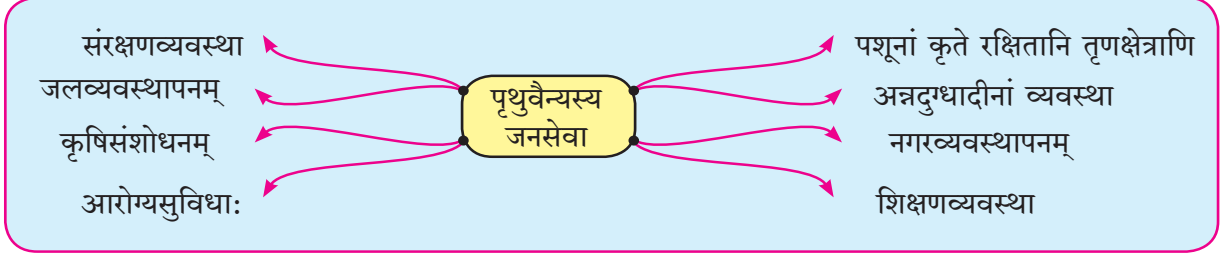 संरक्षणव्यवस्था
जलव्यवस्थापनम्
कृषिसंशोधनम्
आरोग्यसुविधा:
पृथुवैन्यस्य
जनसेवा
पशूनां कृते रक्षितानि तृणक्षेत्राणि
अन्नदुग्धादीनां व्यवस्था
नगरव्यवस्थापनम्
शिक्षणव्यवस्था